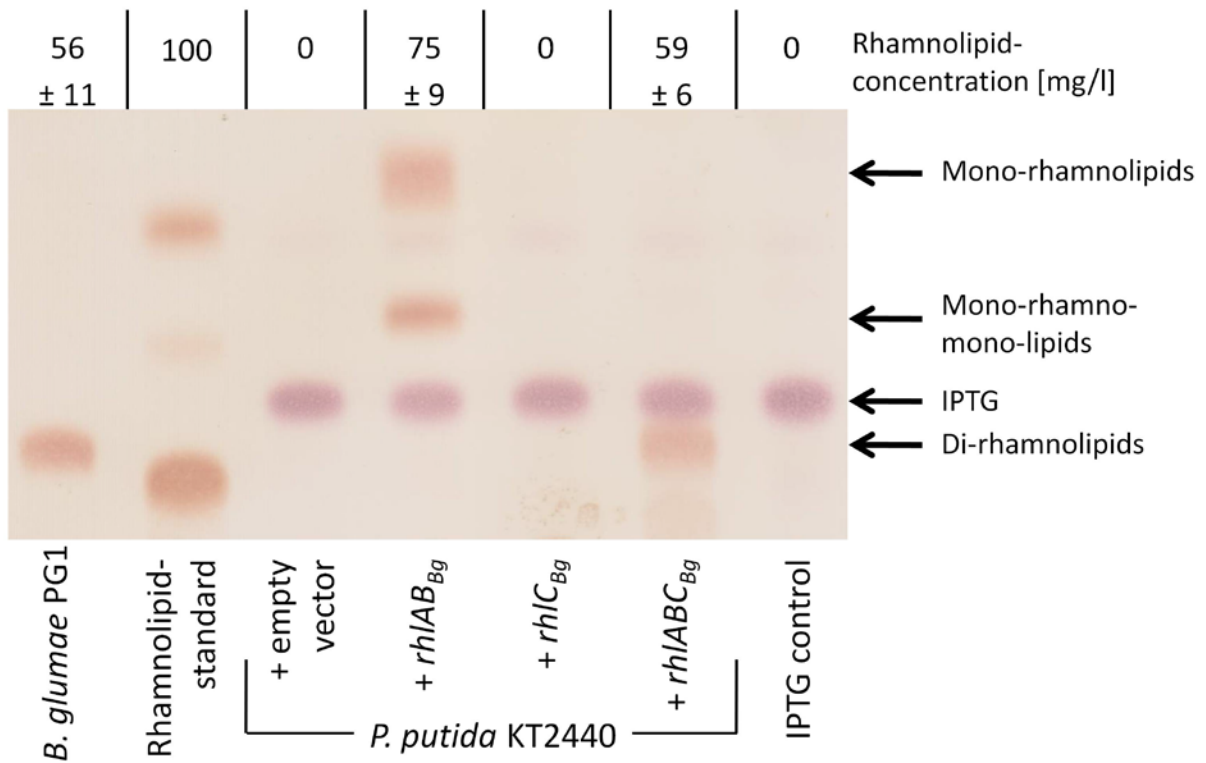 56
± 11
100
0
75
± 9
0
59
± 6
0
Rhamnolipid-
concentration [mg/l]
Mono-rhamnolipids
Mono-rhamno-
mono-lipids
IPTG
Di-rhamnolipids
B. glumae PG1
Rhamnolipid-
standard
+ empty
vector
+ rhlABBg
+ rhlCBg
+ rhlABCBg
IPTG control
P. putida KT2440